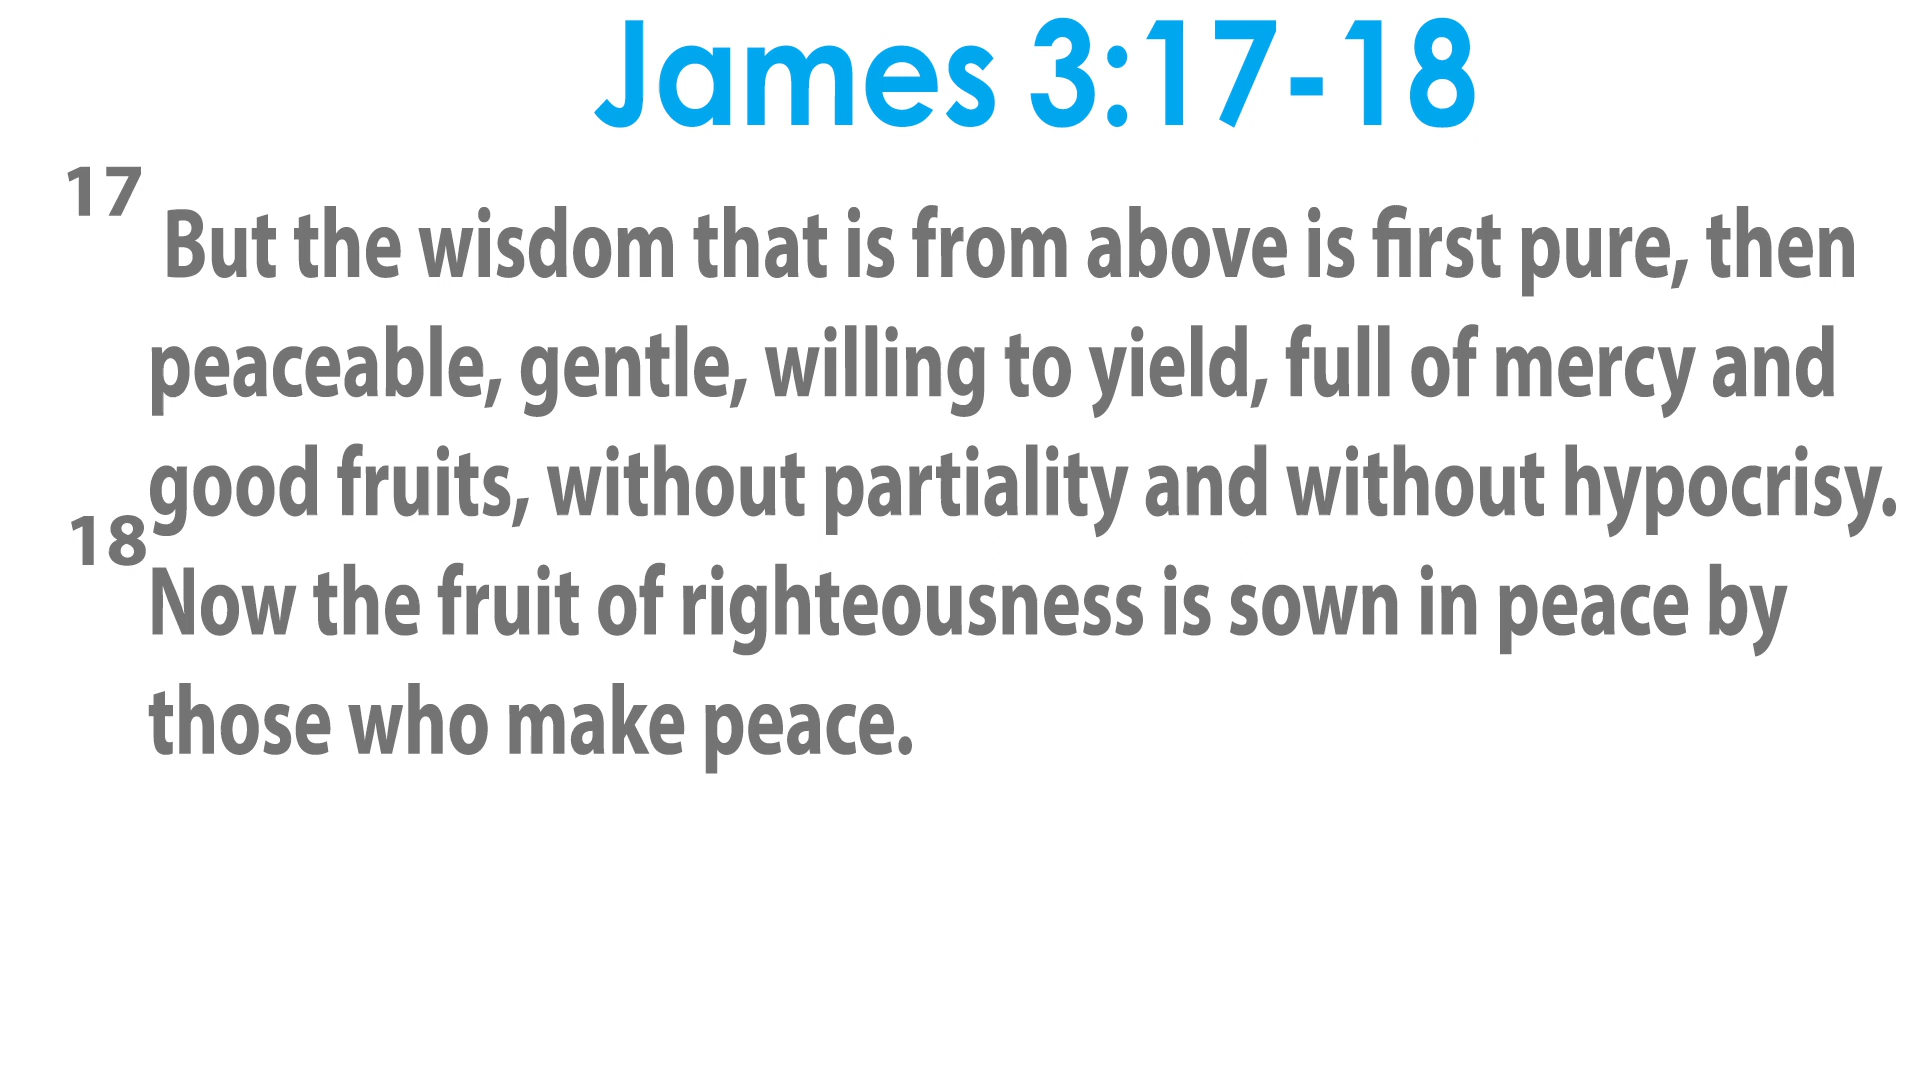 James 3:17-18
17 But the wisdom that is from above is first pure, then
peaceable, gentle, willing to yield, full of mercy and
good fruits, without partiality and without hypocrisy.
18 Now the fruit of righteousness is sown in peace by
those who make peace.